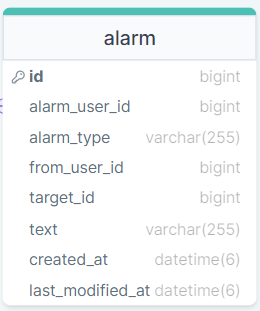 alarm
id bigint
alarm_user_id bigint
alarm_type varchar(255)
from_user_id bigint
target_id bigint
text varchar(255)
created_at datetime(6)
last_modified_at datetime(6)